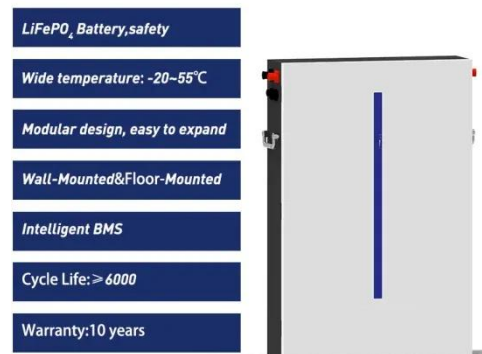 LiFePO₄ Battery,safety
Wide temperature: -20~55℃
Modular design, easy to expand
Wall-Mounted&Floor-Mounted
Intelligent BMS
Cycle Life:≥6000
Warranty:10 years